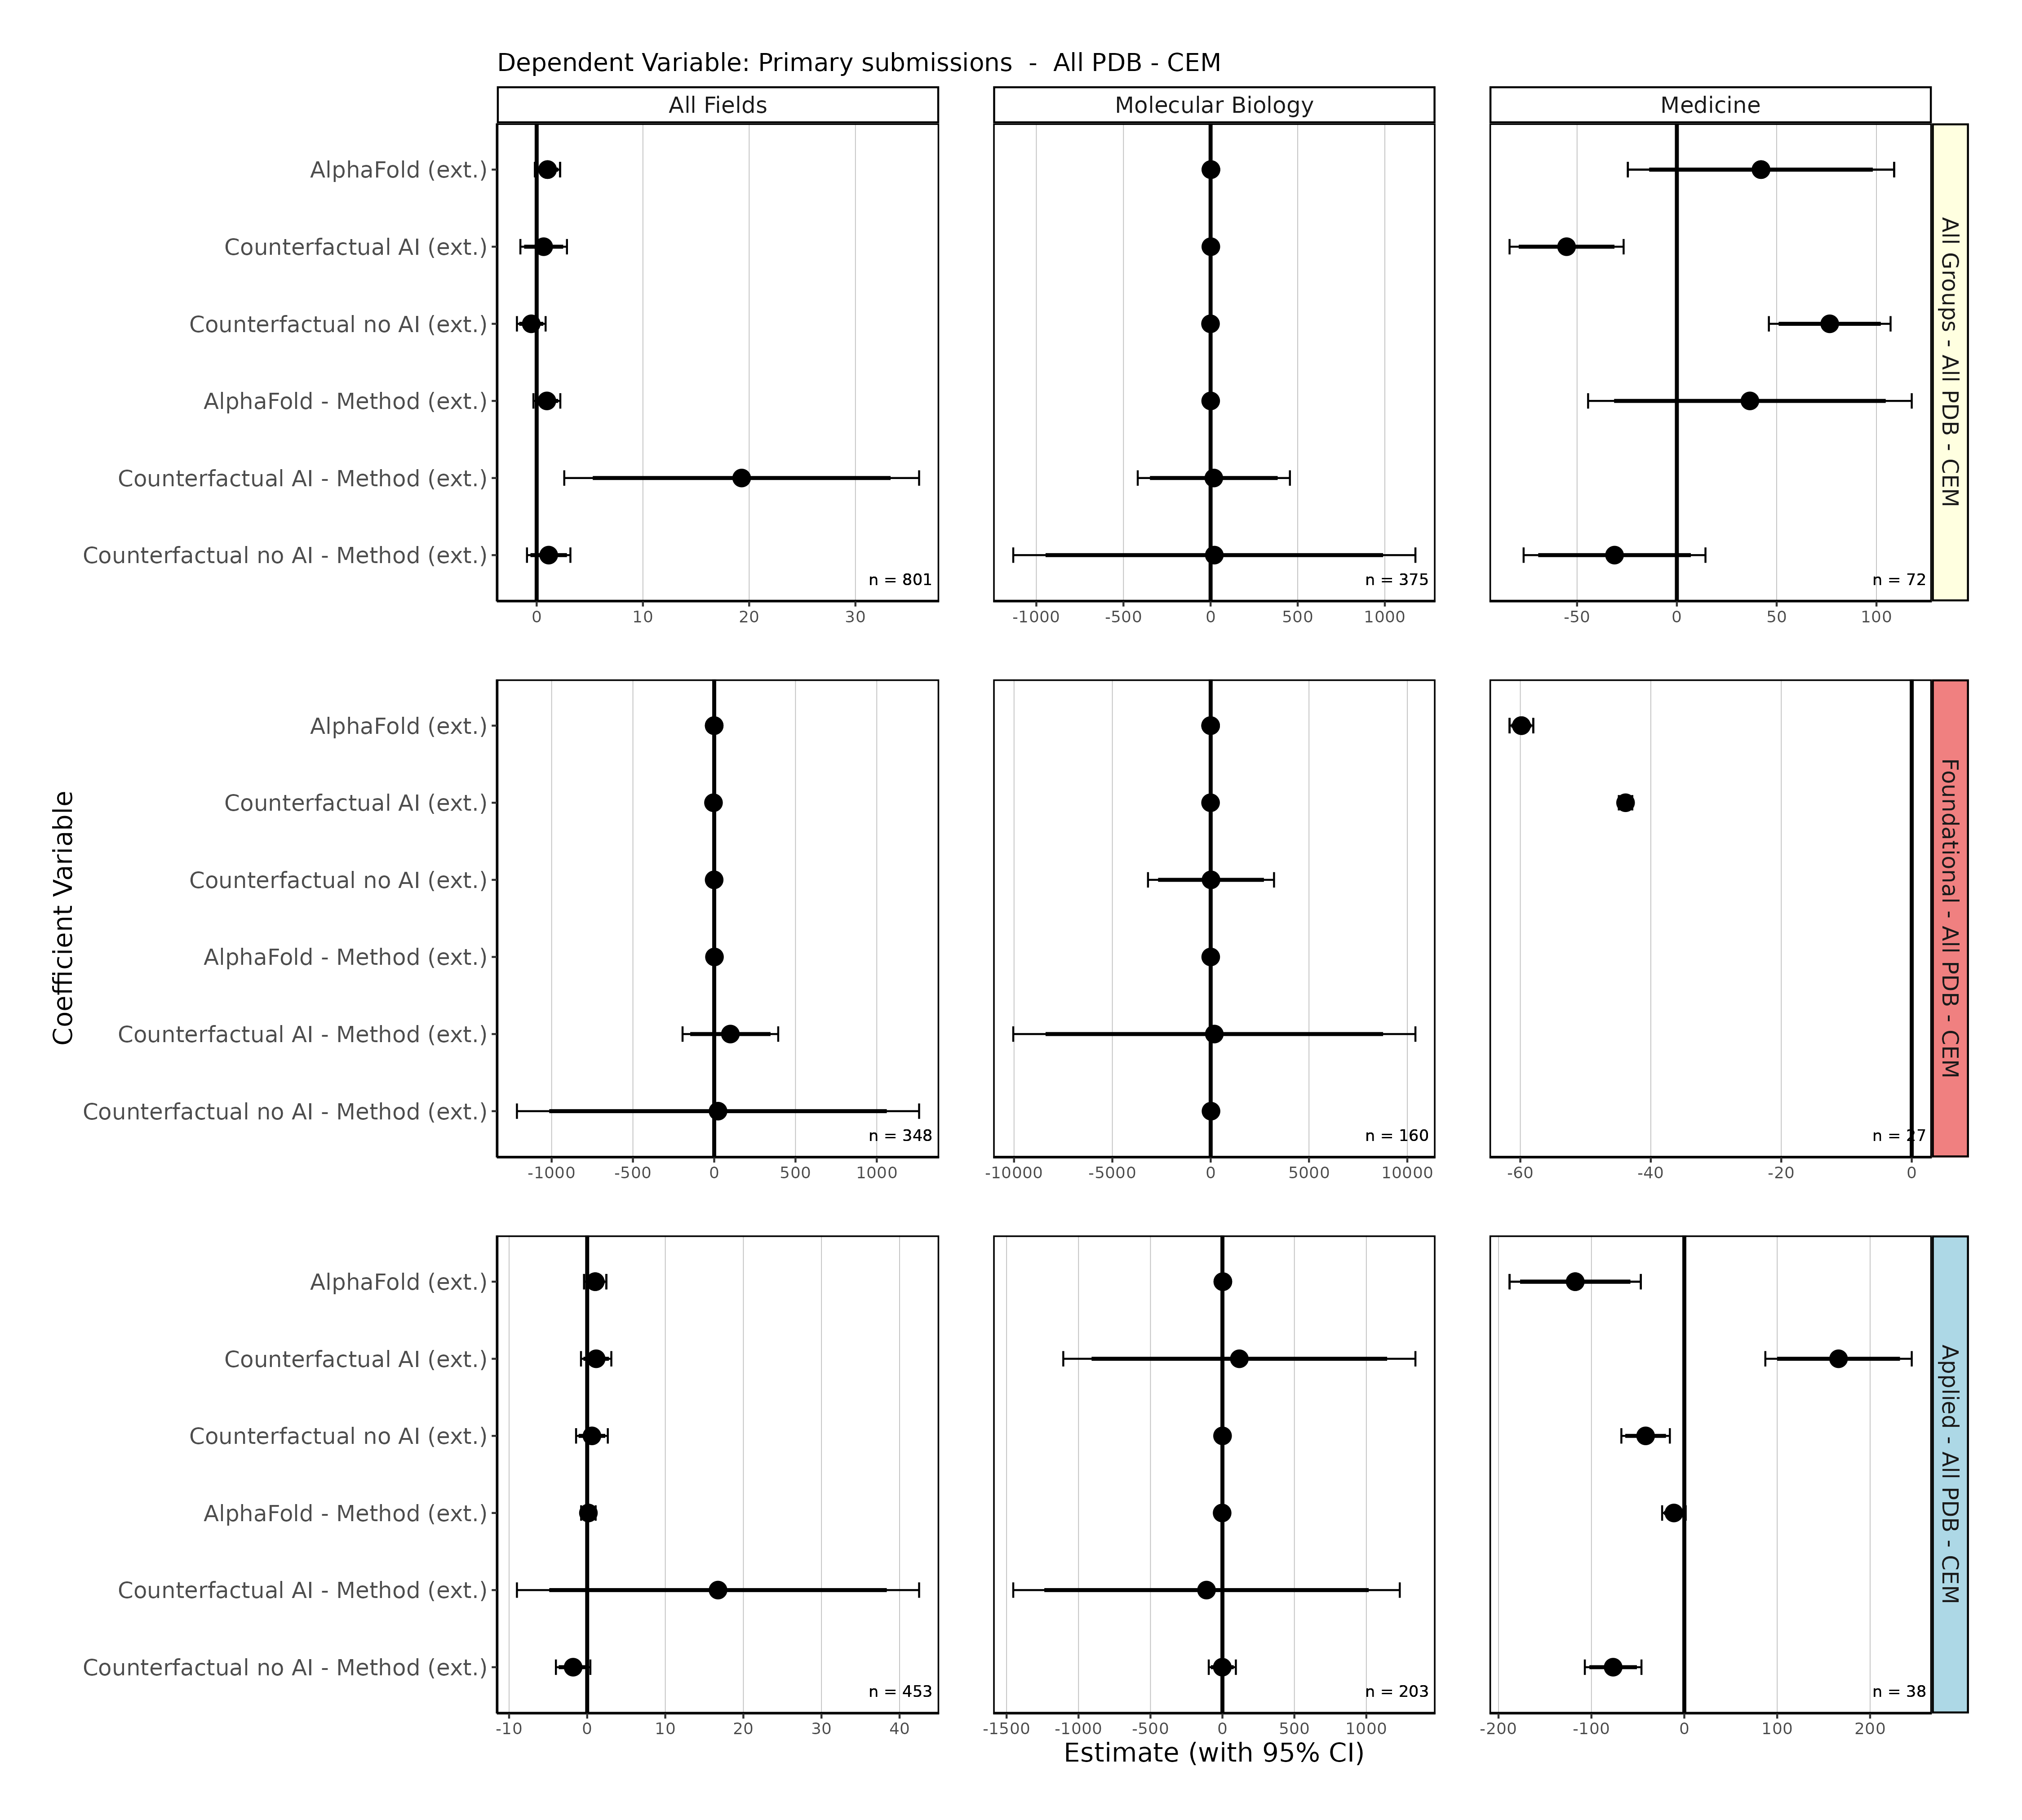 Dependent Variable: Primary submissions - All PDB - CEM
All Fields
Molecular Biology
Medicine
AlphaFold (ext.)
Counterfactual AI (ext.)
Counterfactual no AI (ext.)
AlphaFold - Method (ext.)
Counterfactual AI - Method (ext.)
Counterfactual no AI - Method (ext.)
n = 801
n = 375
n = 72
All Groups - All PDB - CEM
0 10 20 30
-1000 -500 0 500 1000
-50 0 50 100
Coefficient Variable
AlphaFold (ext.)
Counterfactual AI (ext.)
Counterfactual no AI (ext.)
AlphaFold - Method (ext.)
Counterfactual AI - Method (ext.)
Counterfactual no AI - Method (ext.)
n = 348
n = 160
n = 27
Foundational - All PDB - CEM
-1000 -500 0 500 1000
-10000 -5000 0 5000 10000
-60 -40 -20 0
AlphaFold (ext.)
Counterfactual AI (ext.)
Counterfactual no AI (ext.)
AlphaFold - Method (ext.)
Counterfactual AI - Method (ext.)
Counterfactual no AI - Method (ext.)
n = 453
n = 203
n = 38
Applied - All PDB - CEM
-10 0 10 20 30 40
-1500 -1000 -500 0 500 1000
-200 -100 0 100 200
Estimate (with 95% CI)